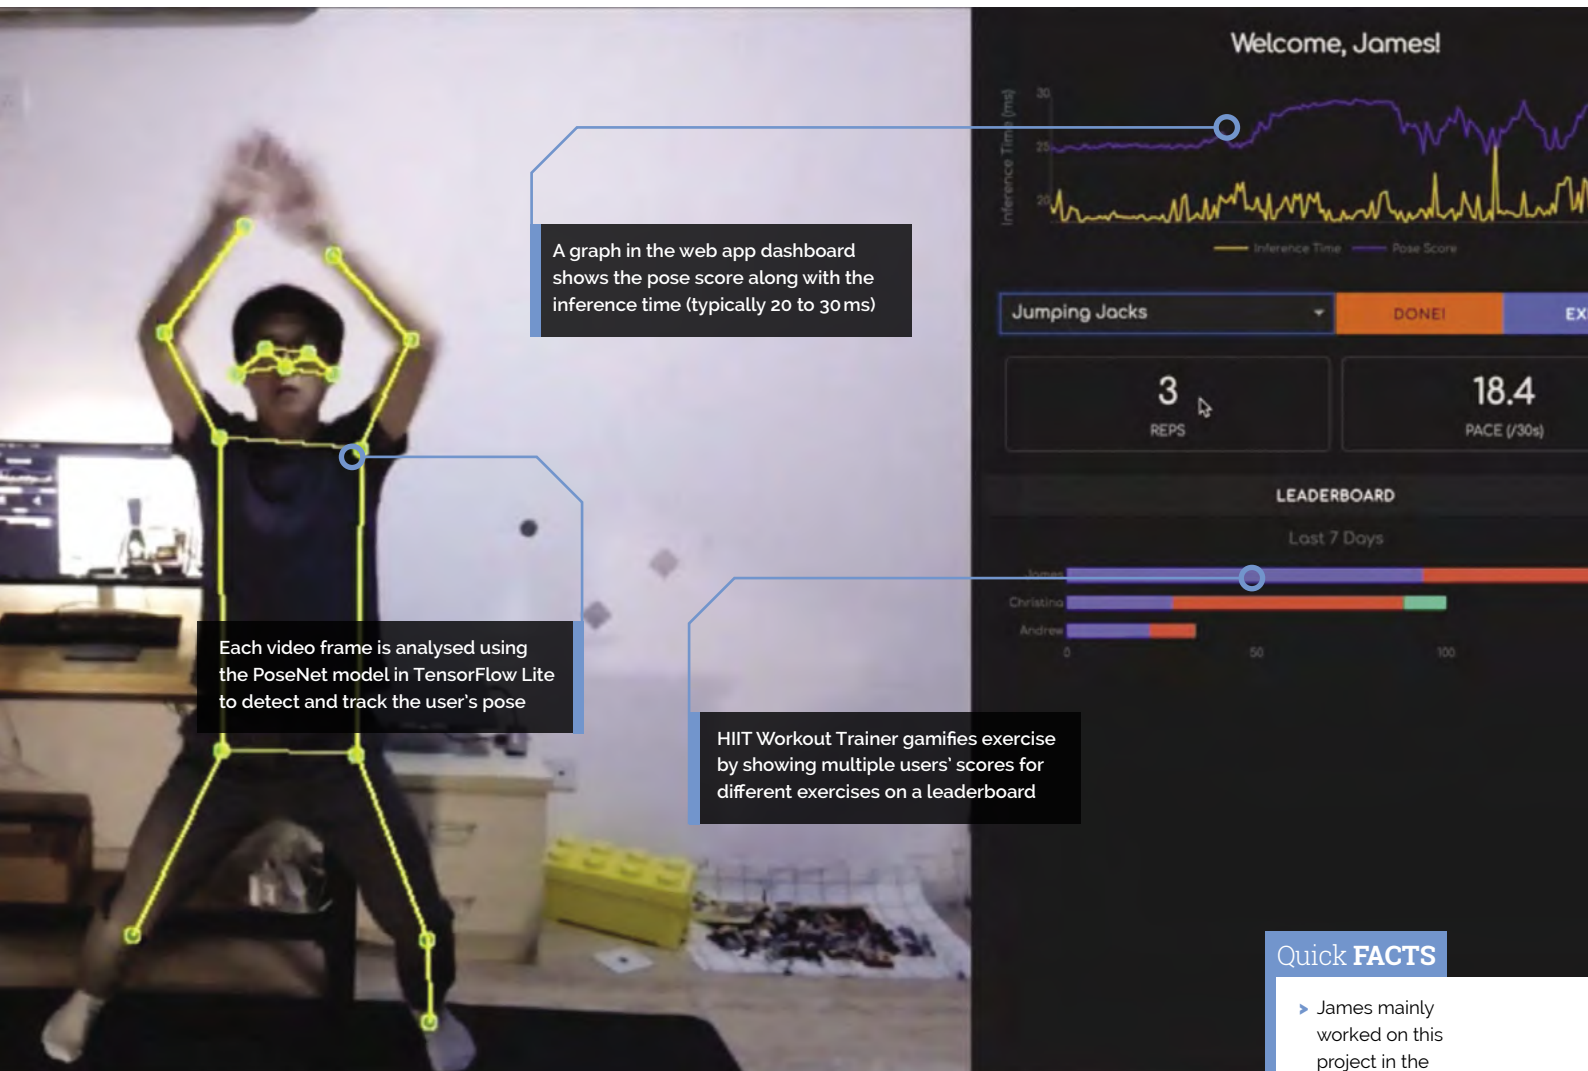 Welcome, James!
Inference Time (ms)
30
25
20
Inference Time
Pose Score
A graph in the web app dashboard
shows the pose score along with the
inference time (typically 20 to 30 ms)
Jumping Jacks
DONE!
3
REPS
18.4
PACE (/30s)
LEADERBOARD
Last 7 Days
James
Christina
Andrew
0
50
100
Each video frame is analysed using
the PoseNet model in TensorFlow Lite
to detect and track the user's pose
HIIT Workout Trainer gamifies exercise
by showing multiple users' scores for
different exercises on a leaderboard
Quick FACTS
> James mainly
worked on this
project in the